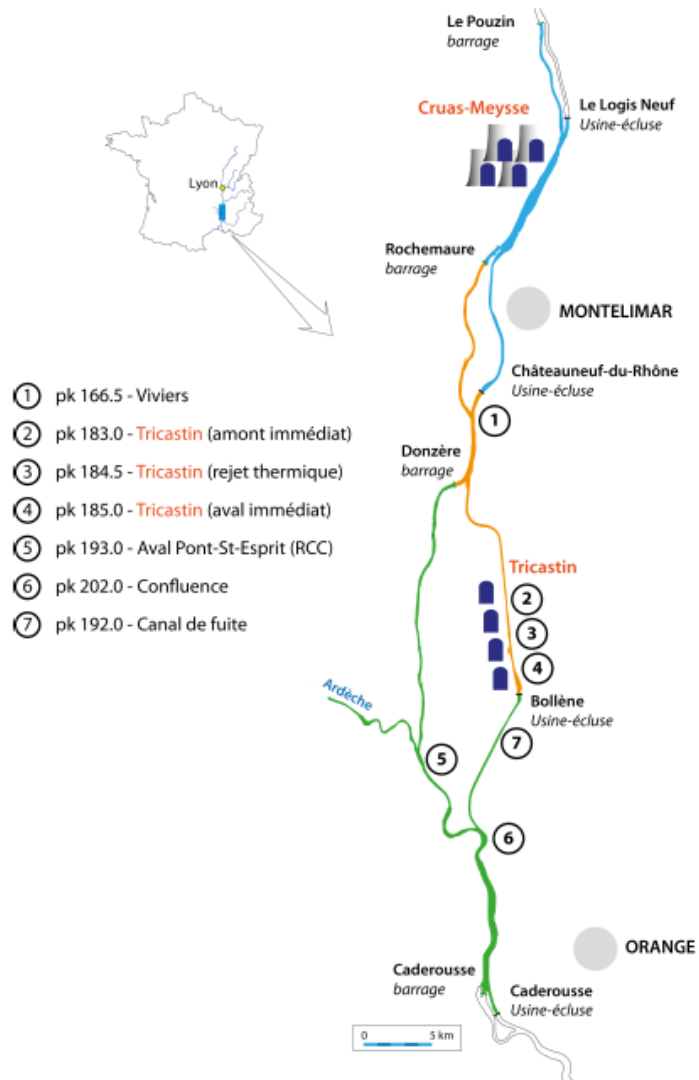 Le Pouzin
barrage
Cruas-Meysse
Le Logis Neuf
Usine-écluse
Lyon
Rochemaure
barrage
MONTELIMAR
Châteauneuf-du-Rhône
Usine-écluse
1 pk 166.5 - Viviers
2 pk 183.0 - Tricastin (amont immédiat)
3 pk 184.5 - Tricastin (rejet thermique)
4 pk 185.0 - Tricastin (aval immédiat)
5 pk 193.0 - Aval Pont-St-Esprit (RCC)
6 pk 202.0 - Confluence
7 pk 192.0 - Canal de fuite
1
Donzère
barrage
Tricastin
2
3
4
Ardèche
Bollène
Usine-écluse
7
5
6
ORANGE
Caderousse
barrage
Caderousse
Usine-écluse
0 5 km